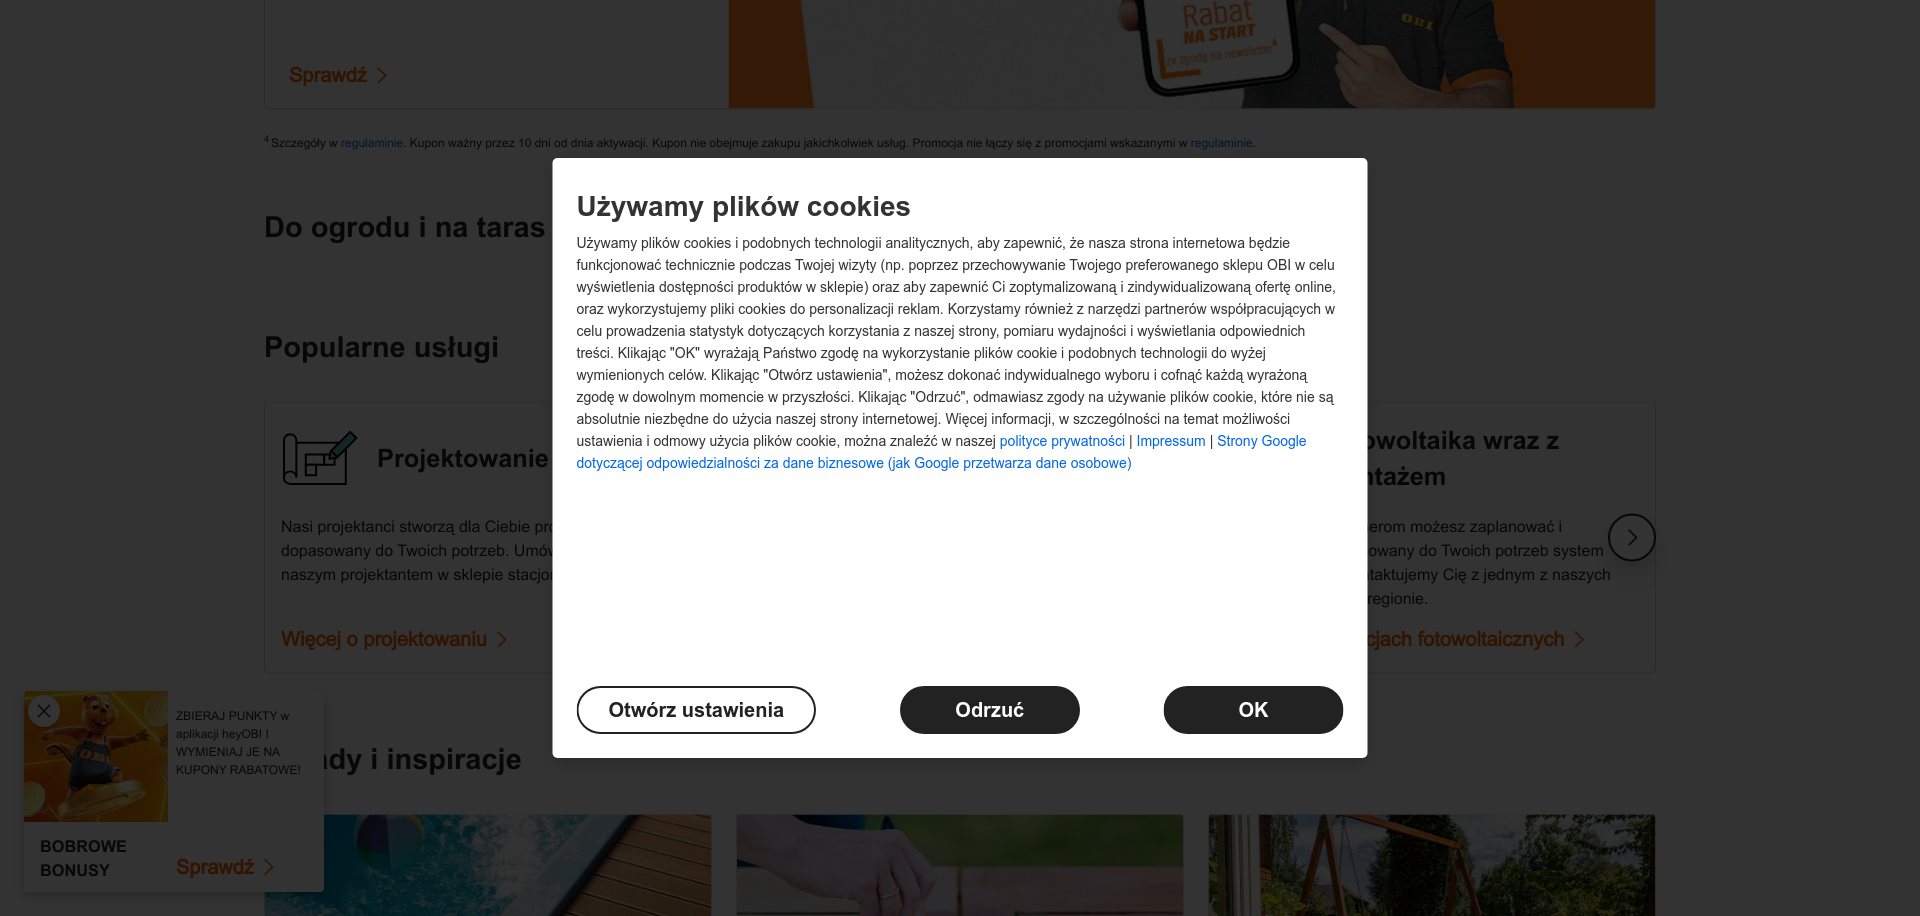 Rabat
NA START
za zgodę na newsletter⁴
OBI
Sprawdź
⁴ Szczegóły w regulaminie. Kupon ważny przez 10 dni od dnia aktywacji. Kupon nie obejmuje zakupu jakichkolwiek usług. Promocja nie łączy się z promocjami wskazanymi w regulaminie.
Do ogrodu i na taras
Popularne usługi
Projektowanie
Nasi projektanci stworzą dla Ciebie
dopasowany do Twoich potrzeb.
naszym projektantem w sklepie
Więcej o projektowaniu
wraz z
możesz zaplanować i
do Twoich potrzeb system
Cię z jednym z naszych
regionie.
fotowoltaicznych
Używamy plików cookies
Używamy plików cookies i podobnych technologii analitycznych, aby zapewnić, że nasza strona internetowa będzie
funkcjonować technicznie podczas Twojej wizyty (np. poprzez przechowywanie Twojego preferowanego sklepu OBI w celu
wyświetlenia dostępności produktów w sklepie) oraz aby zapewnić Ci zoptymalizowaną i zindywidualizowaną ofertę online,
oraz wykorzystujemy pliki cookies do personalizacji reklam. Korzystamy również z narzędzi partnerów współpracujących w
celu prowadzenia statystyk dotyczących korzystania z naszej strony, pomiaru wydajności i wyświetlania odpowiednich
treści. Klikając "OK" wyrażają Państwo zgodę na wykorzystanie plików cookie i podobnych technologii do wyżej
wymienionych celów. Klikając "Otwórz ustawienia", możesz dokonać indywidualnego wyboru i cofnąć każdą wyrażoną
zgodę w dowolnym momencie w przyszłości. Klikając "Odrzuć", odmawiasz zgody na używanie plików cookie, które nie są
absolutnie niezbędne do użycia naszej strony internetowej. Więcej informacji, w szczególności na temat możliwości
ustawienia i odmowy użycia plików cookie, można znaleźć w naszej polityce prywatności | Impressum | Strony Google
dotyczącej odpowiedzialności za dane biznesowe (jak Google przetwarza dane osobowe)
Otwórz ustawienia
Odrzuć
OK
i inspiracje
OBI
ZBIERAJ PUNKTY w
aplikacji heyOBI I
WYMIENIAJ JE NA
KUPONY RABATOWE!
BOBROWE
BONUSY
Sprawdź